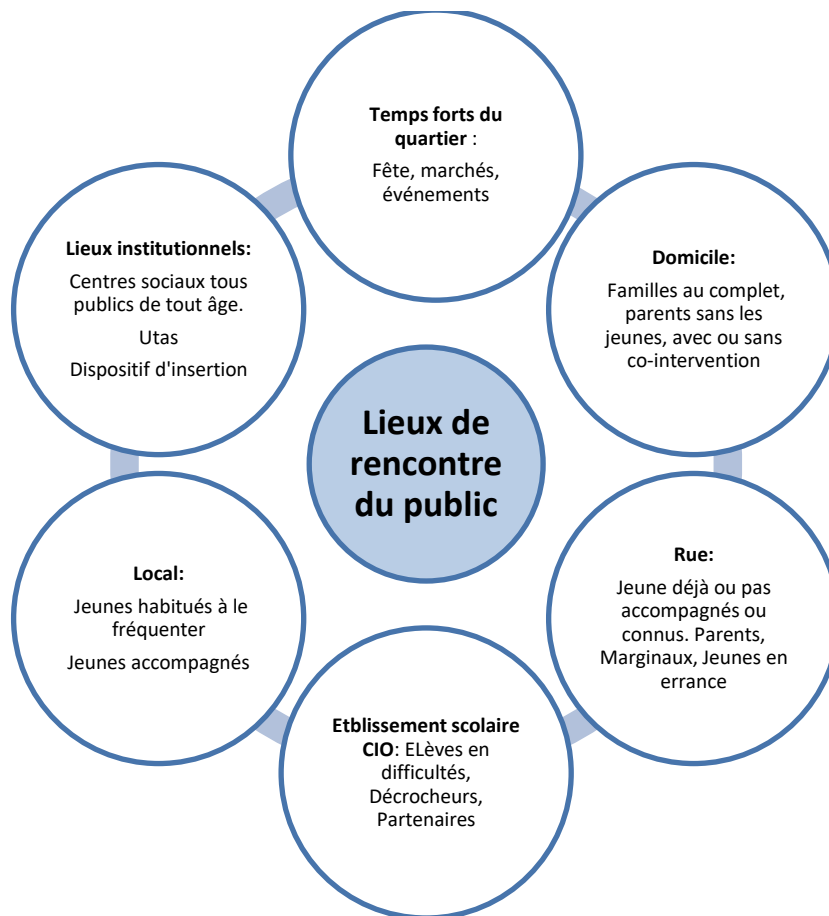 Temps forts du
quartier :
Fête, marchés,
événements
Lieux institutionnels:
Centres sociaux tous
publics de tout âge.
Utas
Dispositif d'insertion
Domicile:
Familles au complet,
parents sans les
jeunes, avec ou sans
co-intervention
Lieux de
rencontre
du public
Local:
Jeunes habitués à le
fréquenter
Jeunes accompagnés
Rue:
Jeune déjà ou pas
accompagnés ou
connus. Parents,
Marginaux, Jeunes en
errance
Etblissement scolaire
CIO: ELèves en
difficultés,
Décrocheurs,
Partenaires